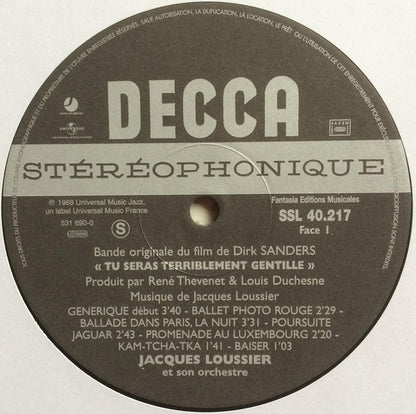 DECCA
UNIVERSAL
SACEM
STÉRÉOPHONIQUE
℗ 1968 Universal Music Jazz,
un label Universal Music France
531 690-0
S
Fantasia Editions Musicales
SSL 40.217
Face 1
Bande originale du film de Dirk SANDERS
« TU SERAS TERRIBLEMENT GENTILLE »
Produit par René Thevenet & Louis Duchesne
Musique de Jacques Loussier
GENERIQUE début 3'40 - BALLET PHOTO ROUGE 2'29 -
BALLADE DANS PARIS, LA NUIT 3'31 - POURSUITE
JAGUAR 2'43 - PROMENADE AU LUXEMBOURG 2'20 -
KAM-TCHA-TKA 1'41 - BAISER 1'03
JACQUES LOUSSIER
et son orchestre